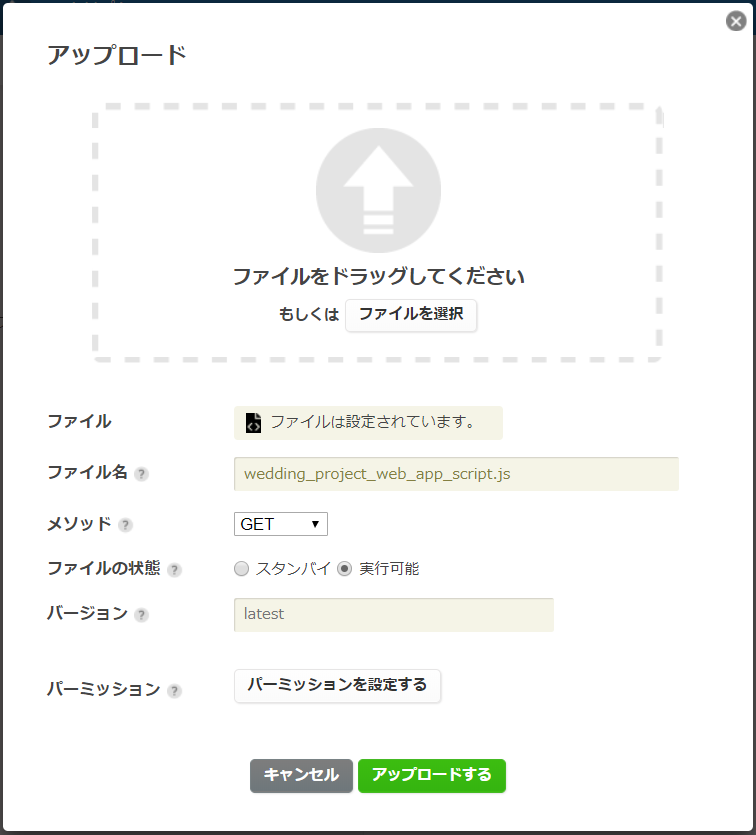 アップロード
ファイルをドラッグしてください
もしくは ファイルを選択
ファイル ファイルは設定されています。
ファイル名 ? wedding_project_web_app_script.js
メソッド ? GET ▼
ファイルの状態 ? スタンバイ 実行可能
バージョン ? latest
パーミッション ? パーミッションを設定する
キャンセル アップロードする